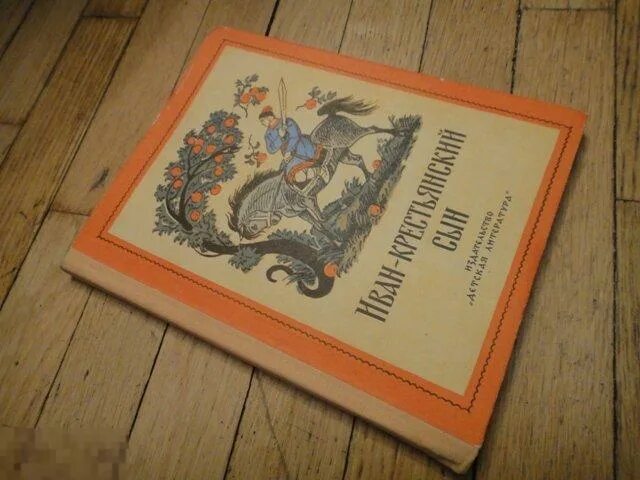 Иван-крестьянский
сын
издательство
„Детская литература“